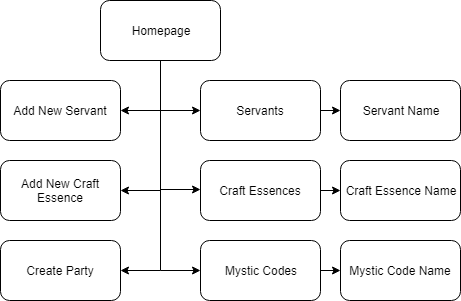 Homepage
Add New Servant
Servants
Servant Name
Add New Craft
Essence
Craft Essences
Craft Essence Name
Create Party
Mystic Codes
Mystic Code Name